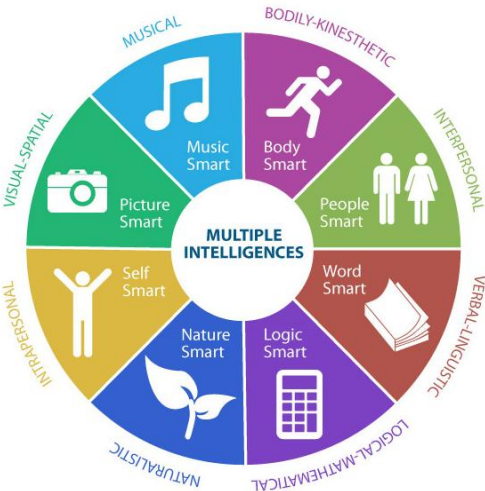 MUSICAL
BODILY-KINESTHETIC
INTERPERSONAL
VERBAL-LINGUISTIC
LOGICAL-MATHEMATICAL
NATURALISTIC
INTRAPERSONAL
VISUAL-SPATIAL
Music
Smart
Body
Smart
People
Smart
Word
Smart
Logic
Smart
Nature
Smart
Self
Smart
Picture
Smart
MULTIPLE
INTELLIGENCES